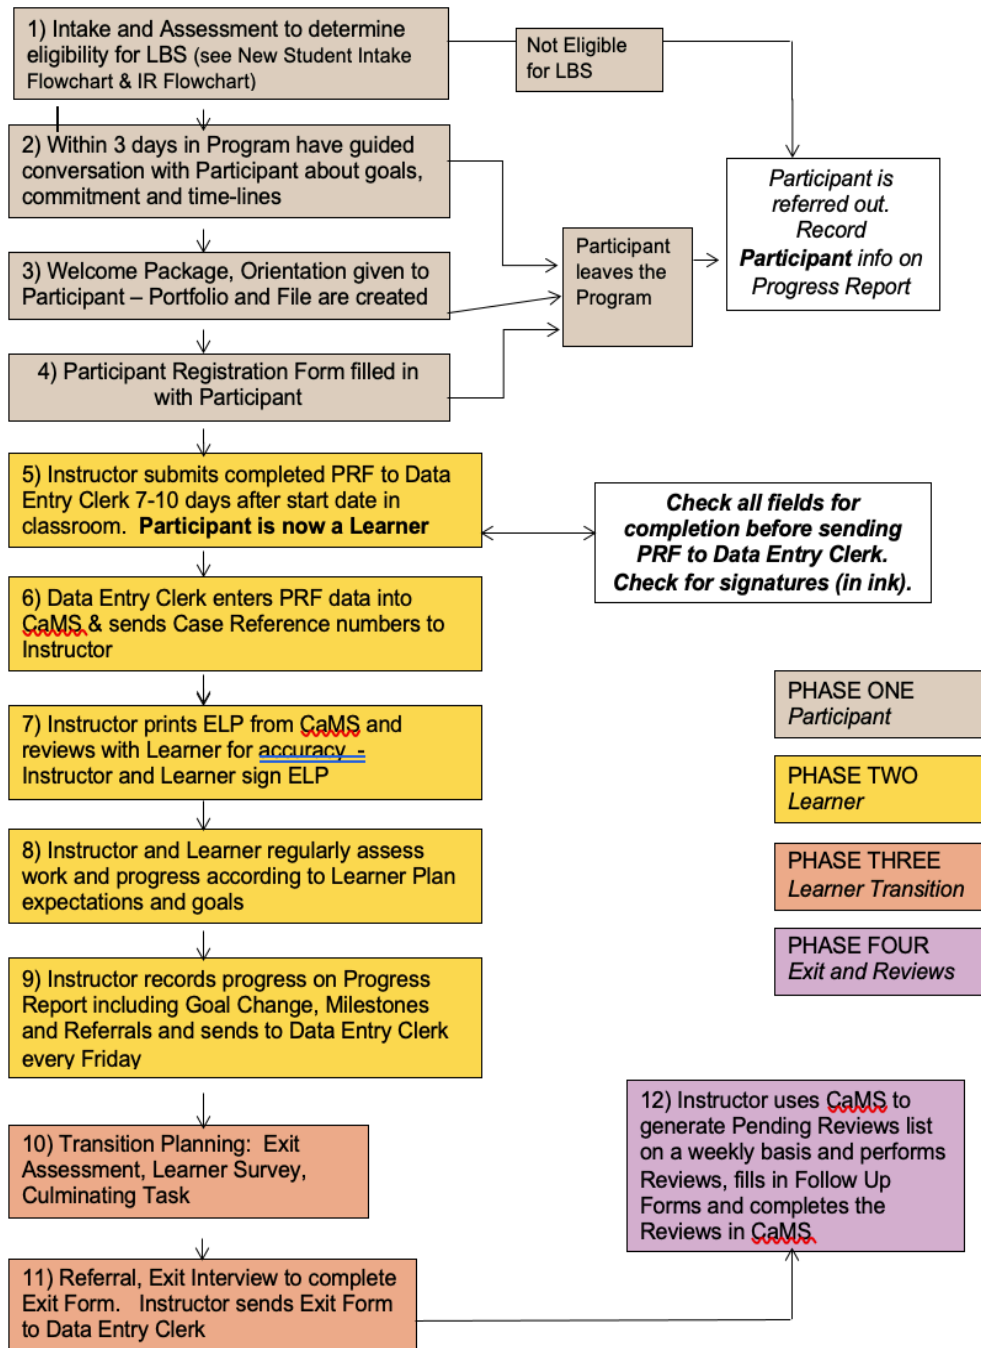 1) Intake and Assessment to determine
eligibility for LBS (see New Student Intake
Flowchart & IR Flowchart)
Not Eligible
for LBS
2) Within 3 days in Program have guided
conversation with Participant about goals,
commitment and time-lines
Participant is
referred out.
Record
Participant info on
Progress Report
Participant
leaves the
Program
3) Welcome Package, Orientation given to
Participant – Portfolio and File are created
4) Participant Registration Form filled in
with Participant
5) Instructor submits completed PRF to Data
Entry Clerk 7-10 days after start date in
classroom.  Participant is now a Learner
Check all fields for
completion before sending
PRF to Data Entry Clerk.
Check for signatures (in ink).
6) Data Entry Clerk enters PRF data into
CaMS & sends Case Reference numbers to
Instructor
7) Instructor prints ELP from CaMS and
reviews with Learner for accuracy -
Instructor and Learner sign ELP
8) Instructor and Learner regularly assess
work and progress according to Learner Plan
expectations and goals
9) Instructor records progress on Progress
Report including Goal Change, Milestones
and Referrals and sends to Data Entry Clerk
every Friday
PHASE ONE
Participant
PHASE TWO
Learner
PHASE THREE
Learner Transition
PHASE FOUR
Exit and Reviews
10) Transition Planning:  Exit
Assessment, Learner Survey,
Culminating Task
11) Referral, Exit Interview to complete
Exit Form.   Instructor sends Exit Form
to Data Entry Clerk
12) Instructor uses CaMS to
generate Pending Reviews list
on a weekly basis and performs
Reviews, fills in Follow Up
Forms and completes the
Reviews in CaMS